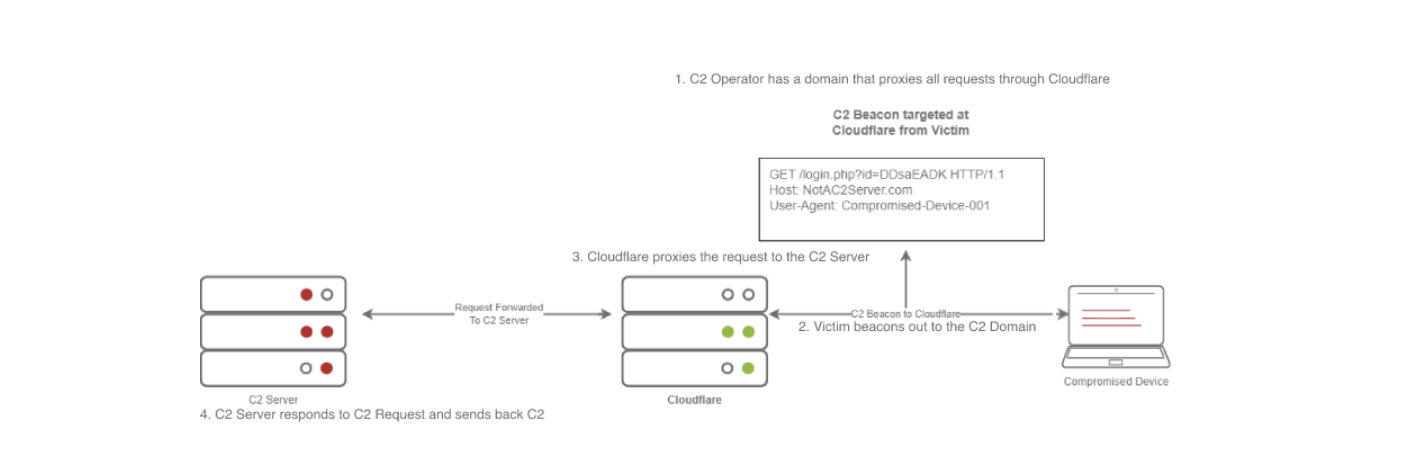 1. C2 Operator has a domain that proxies all requests through Cloudflare
C2 Beacon targeted at
Cloudflare from Victim
GET /login.php?id=DDsaEADK HTTP/1.1
Host: NotAC2Server.com
User-Agent: Compromised-Device-001
3. Cloudflare proxies the request to the C2 Server
Request Forwarded
To C2 Server
C2 Beacon to Cloudflare
2. Victim beacons out to the C2 Domain
Compromised Device
C2 Server
Cloudflare
4. C2 Server responds to C2 Request and sends back C2